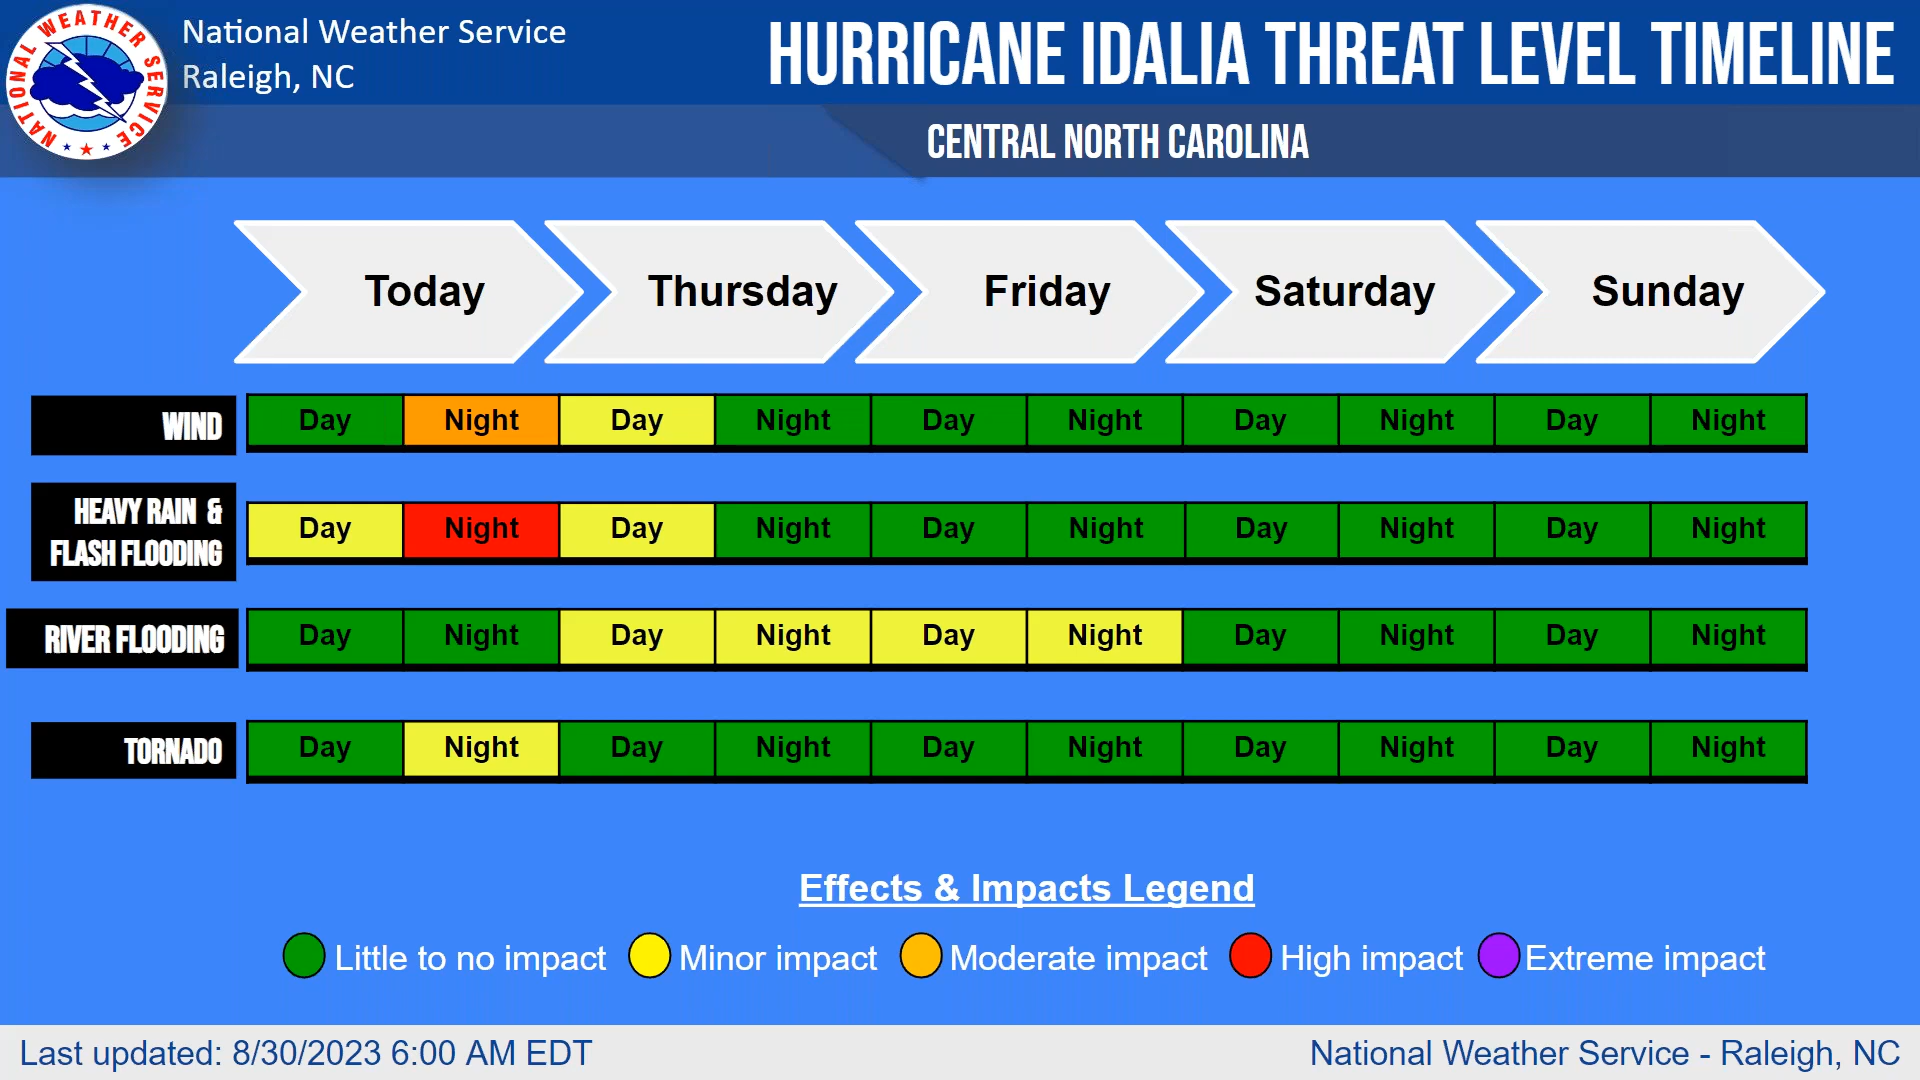 NATIONAL WEATHER SERVICE
National Weather Service
Raleigh, NC
HURRICANE IDALIA THREAT LEVEL TIMELINE
CENTRAL NORTH CAROLINA
Today Thursday Friday Saturday Sunday
WIND Day Night Day Night Day Night Day Night Day Night
HEAVY RAIN &
FLASH FLOODING Day Night Day Night Day Night Day Night Day Night
RIVER FLOODING Day Night Day Night Day Night Day Night Day Night
TORNADO Day Night Day Night Day Night Day Night Day Night
Effects & Impacts Legend
Little to no impact Minor impact Moderate impact High impact Extreme impact
Last updated: 8/30/2023 6:00 AM EDT National Weather Service - Raleigh, NC